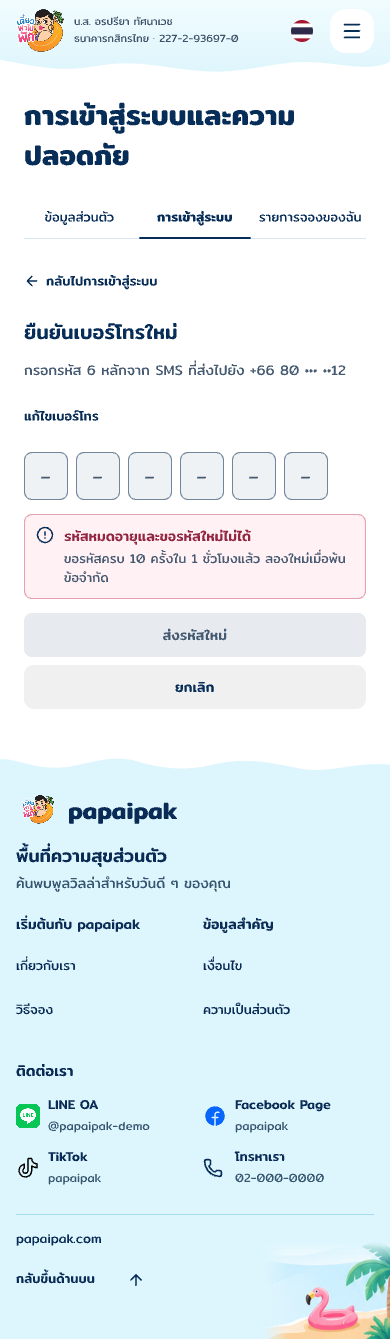 น.ส. อรปรียา ทัศนาเวช
ธนาคารกสิกรไทย · 227-2-93697-0
การเข้าสู่ระบบและความ
ปลอดภัย
ข้อมูลส่วนตัว
การเข้าสู่ระบบ
รายการจองของฉัน
← กลับไปการเข้าสู่ระบบ
ยืนยันเบอร์โทรใหม่
กรอกรหัส 6 หลักจาก SMS ที่ส่งไปยัง +66 80 ••• ••12
แก้ไขเบอร์โทร
– – – – – –
รหัสหมดอายุและขอรหัสใหม่ไม่ได้
ขอรหัสครบ 10 ครั้งใน 1 ชั่วโมงแล้ว ลองใหม่เมื่อพ้น
ข้อจำกัด
ส่งรหัสใหม่
ยกเลิก
papaipak
พื้นที่ความสุขส่วนตัว
ค้นพบพูลวิลล่าสำหรับวันดี ๆ ของคุณ
เริ่มต้นกับ papaipak
ข้อมูลสำคัญ
เกี่ยวกับเรา
เงื่อนไข
วิธีจอง
ความเป็นส่วนตัว
ติดต่อเรา
LINE OA
@papaipak-demo
Facebook Page
papaipak
TikTok
papaipak
โทรหาเรา
02-000-0000
papaipak.com
กลับขึ้นด้านบน ↑